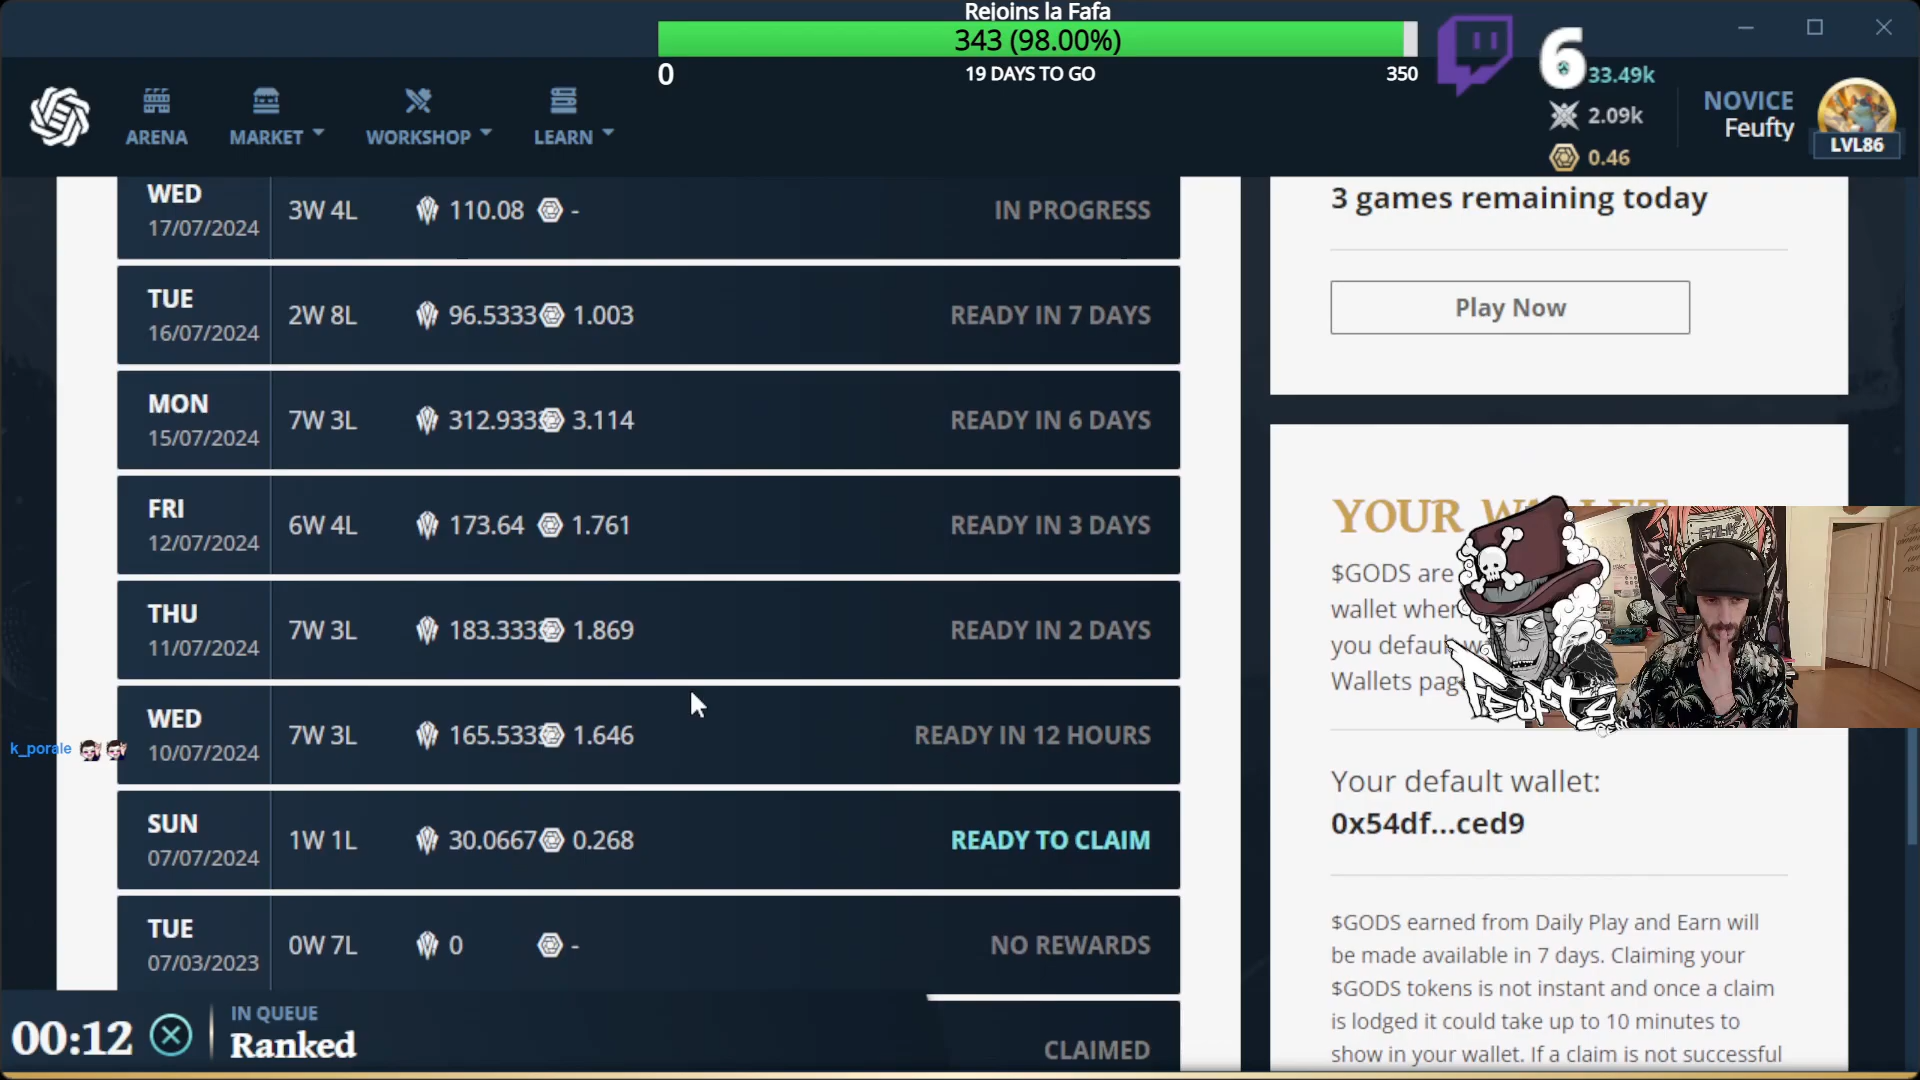 Rejoins la Fafa
343 (98.00%)
0
19 DAYS TO GO
350
6
33.49k
2.09k
0.46
NOVICE
Feufty
LVL86
ARENA
MARKET
WORKSHOP
LEARN
WED
17/07/2024
3W 4L
110.08
-
IN PROGRESS
TUE
16/07/2024
2W 8L
96.5333
1.003
READY IN 7 DAYS
MON
15/07/2024
7W 3L
312.9333
3.114
READY IN 6 DAYS
FRI
12/07/2024
6W 4L
173.64
1.761
READY IN 3 DAYS
THU
11/07/2024
7W 3L
183.3333
1.869
READY IN 2 DAYS
WED
10/07/2024
7W 3L
165.5333
1.646
READY IN 12 HOURS
k_porale
SUN
07/07/2024
1W 1L
30.0667
0.268
READY TO CLAIM
TUE
07/03/2023
0W 7L
0
-
NO REWARDS
CLAIMED
3 games remaining today
Play Now
YOUR WALLET
$GODS are
wallet when
you default
Wallets pag
Your default wallet:
0x54df...ced9
$GODS earned from Daily Play and Earn will
be made available in 7 days. Claiming your
$GODS tokens is not instant and once a claim
is lodged it could take up to 10 minutes to
show in your wallet. If a claim is not successful
00:12
IN QUEUE
Ranked